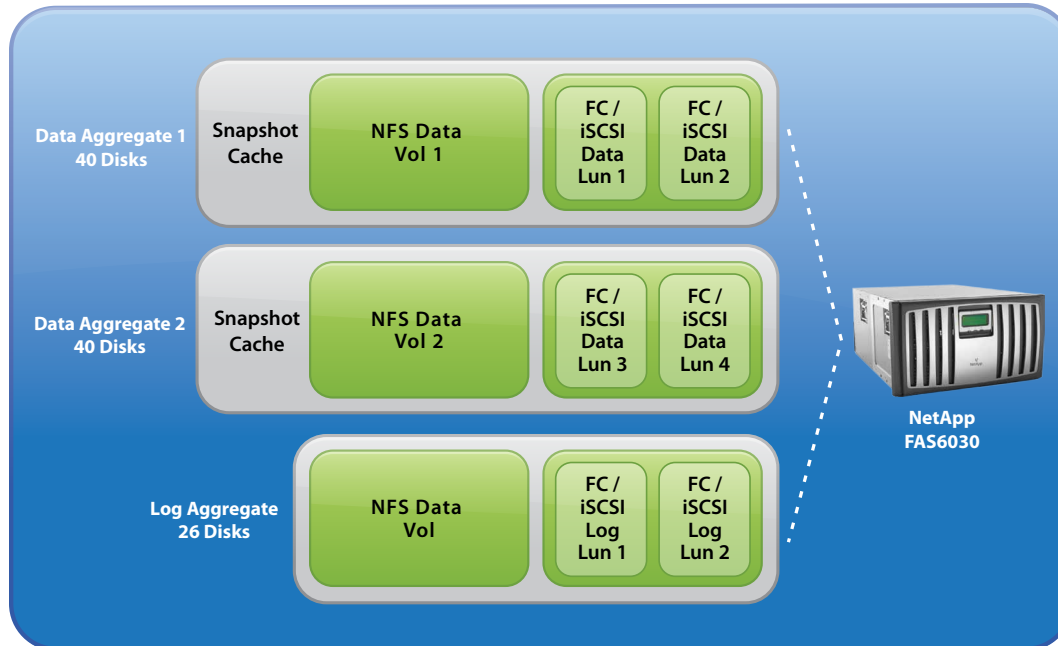 Data Aggregate 1
40 Disks
Snapshot
Cache
NFS Data
Vol 1
FC /
iSCSI
Data
Lun 1
FC /
iSCSI
Data
Lun 2
Data Aggregate 2
40 Disks
Snapshot
Cache
NFS Data
Vol 2
FC /
iSCSI
Data
Lun 3
FC /
iSCSI
Data
Lun 4
NetApp
FAS6030
Log Aggregate
26 Disks
NFS Data
Vol
FC /
iSCSI
Log
Lun 1
FC /
iSCSI
Log
Lun 2